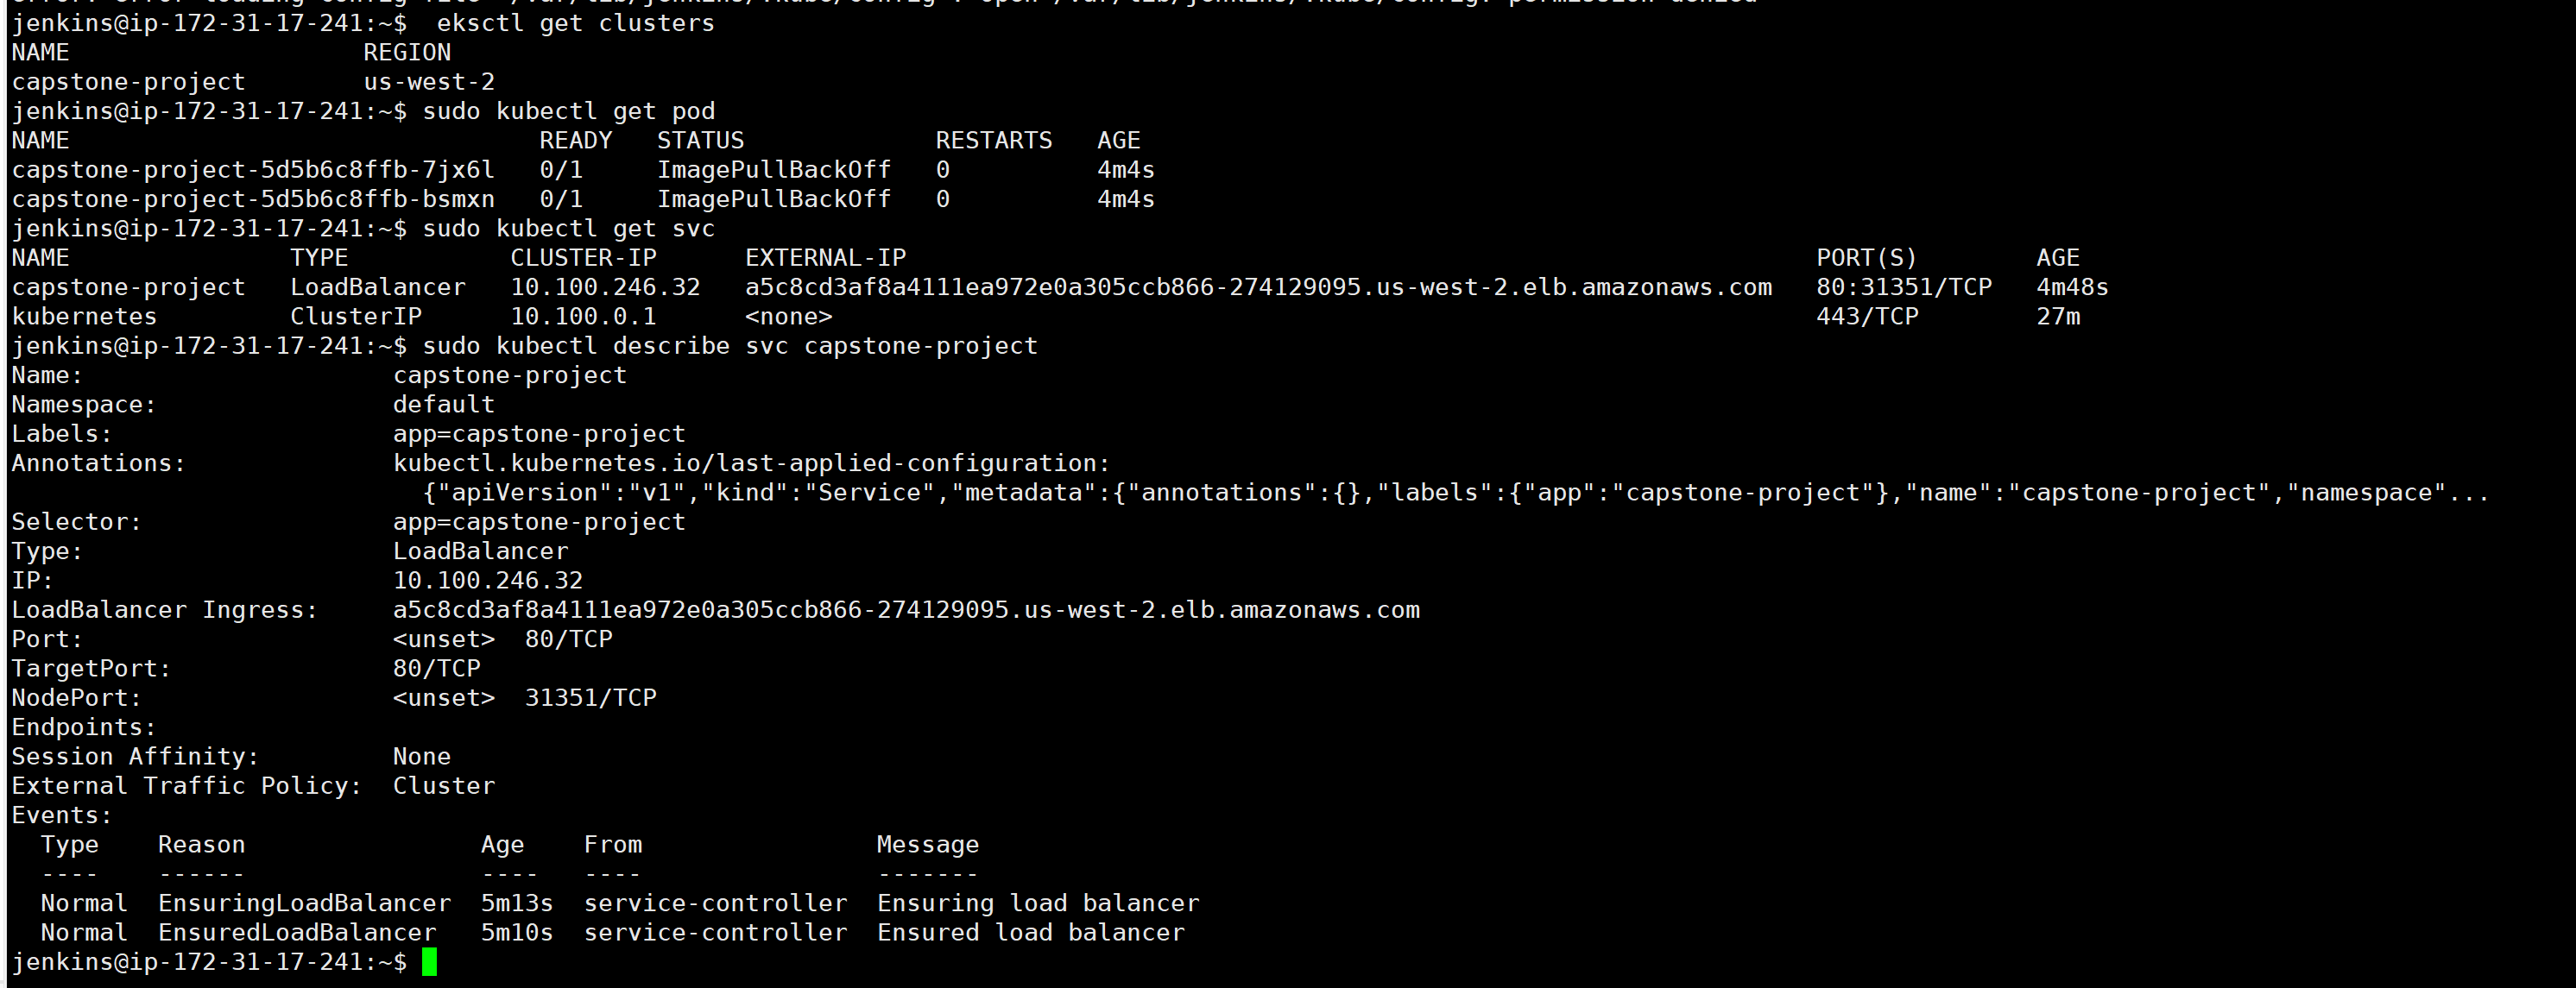 jenkins@ip-172-31-17-241:~$  eksctl get clusters
NAME                    REGION
capstone-project        us-west-2
jenkins@ip-172-31-17-241:~$ sudo kubectl get pod
NAME                                READY   STATUS             RESTARTS   AGE
capstone-project-5d5b6c8ffb-7jx6l   0/1     ImagePullBackOff   0          4m4s
capstone-project-5d5b6c8ffb-bsmxn   0/1     ImagePullBackOff   0          4m4s
jenkins@ip-172-31-17-241:~$ sudo kubectl get svc
NAME               TYPE           CLUSTER-IP      EXTERNAL-IP                                                              PORT(S)        AGE
capstone-project   LoadBalancer   10.100.246.32   a5c8cd3af8a4111ea972e0a305ccb866-274129095.us-west-2.elb.amazonaws.com   80:31351/TCP   4m48s
kubernetes         ClusterIP      10.100.0.1      <none>                                                                   443/TCP        27m
jenkins@ip-172-31-17-241:~$ sudo kubectl describe svc capstone-project
Name:                     capstone-project
Namespace:                default
Labels:                   app=capstone-project
Annotations:              kubectl.kubernetes.io/last-applied-configuration:
                            {"apiVersion":"v1","kind":"Service","metadata":{"annotations":{},"labels":{"app":"capstone-project"},"name":"capstone-project","namespace"...
Selector:                 app=capstone-project
Type:                     LoadBalancer
IP:                       10.100.246.32
LoadBalancer Ingress:     a5c8cd3af8a4111ea972e0a305ccb866-274129095.us-west-2.elb.amazonaws.com
Port:                     <unset>  80/TCP
TargetPort:               80/TCP
NodePort:                 <unset>  31351/TCP
Endpoints:
Session Affinity:         None
External Traffic Policy:  Cluster
Events:
  Type    Reason                Age   From                Message
  ----    ------                ----  ----                -------
  Normal  EnsuringLoadBalancer  5m13s  service-controller  Ensuring load balancer
  Normal  EnsuredLoadBalancer   5m10s  service-controller  Ensured load balancer
jenkins@ip-172-31-17-241:~$